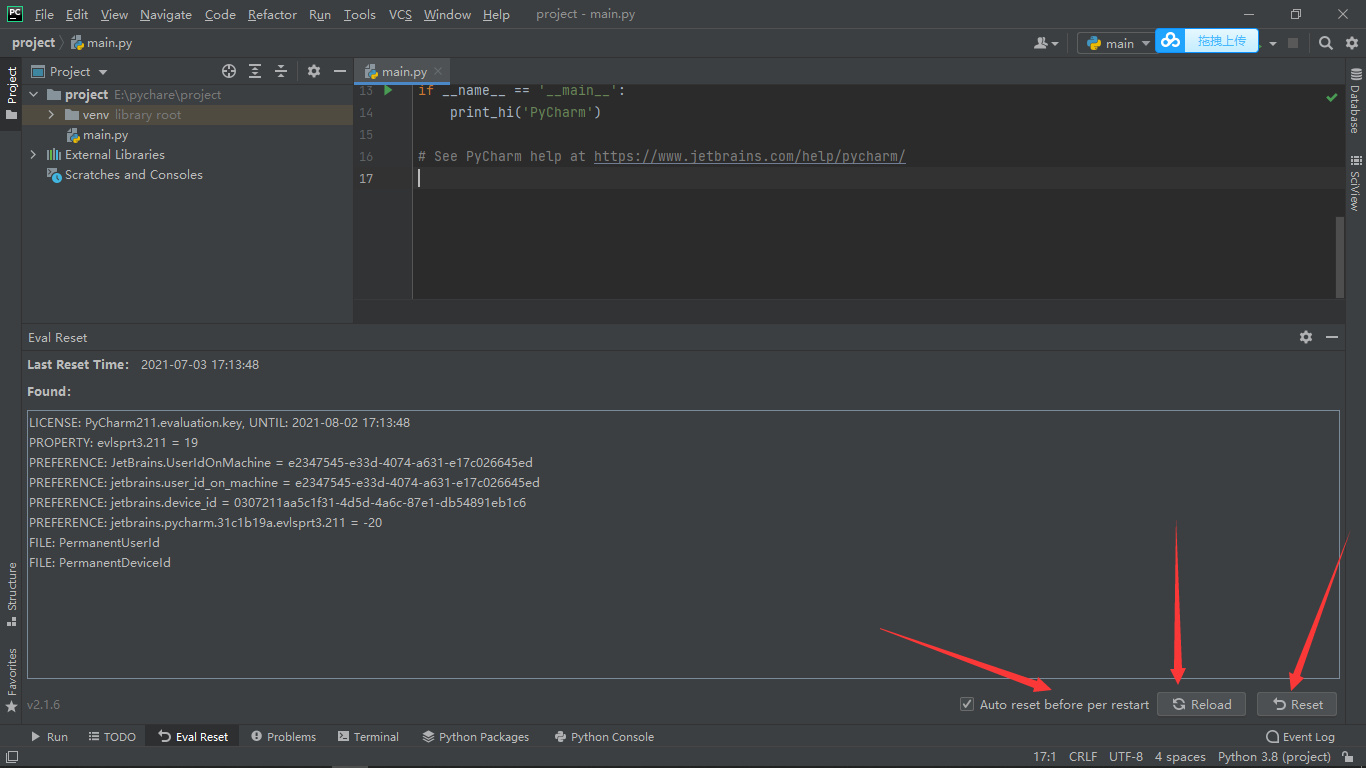 PC File Edit View Navigate Code Refactor Run Tools VCS Window Help project - main.py
project main.py main 拖拽上传
Project
Project
main.py
project E:\pychare\project
venv library root
main.py
External Libraries
Scratches and Consoles
13 if __name__ == '__main__':
14 print_hi('PyCharm')
15
16 # See PyCharm help at https://www.jetbrains.com/help/pycharm/
17
Database
SciView
Eval Reset
Last Reset Time: 2021-07-03 17:13:48
Found:
LICENSE: PyCharm211.evaluation.key, UNTIL: 2021-08-02 17:13:48
PROPERTY: evlsprt3.211 = 19
PREFERENCE: JetBrains.UserIdOnMachine = e2347545-e33d-4074-a631-e17c026645ed
PREFERENCE: jetbrains.user_id_on_machine = e2347545-e33d-4074-a631-e17c026645ed
PREFERENCE: jetbrains.device_id = 0307211aa5c1f31-4d5d-4a6c-87e1-db54891eb1c6
PREFERENCE: jetbrains.pycharm.31c1b19a.evlsprt3.211 = -20
FILE: PermanentUserId
FILE: PermanentDeviceId
Structure
Favorites
v2.1.6 Auto reset before per restart Reload Reset
Run TODO Eval Reset Problems Terminal Python Packages Python Console Event Log
17:1 CRLF UTF-8 4 spaces Python 3.8 (project)